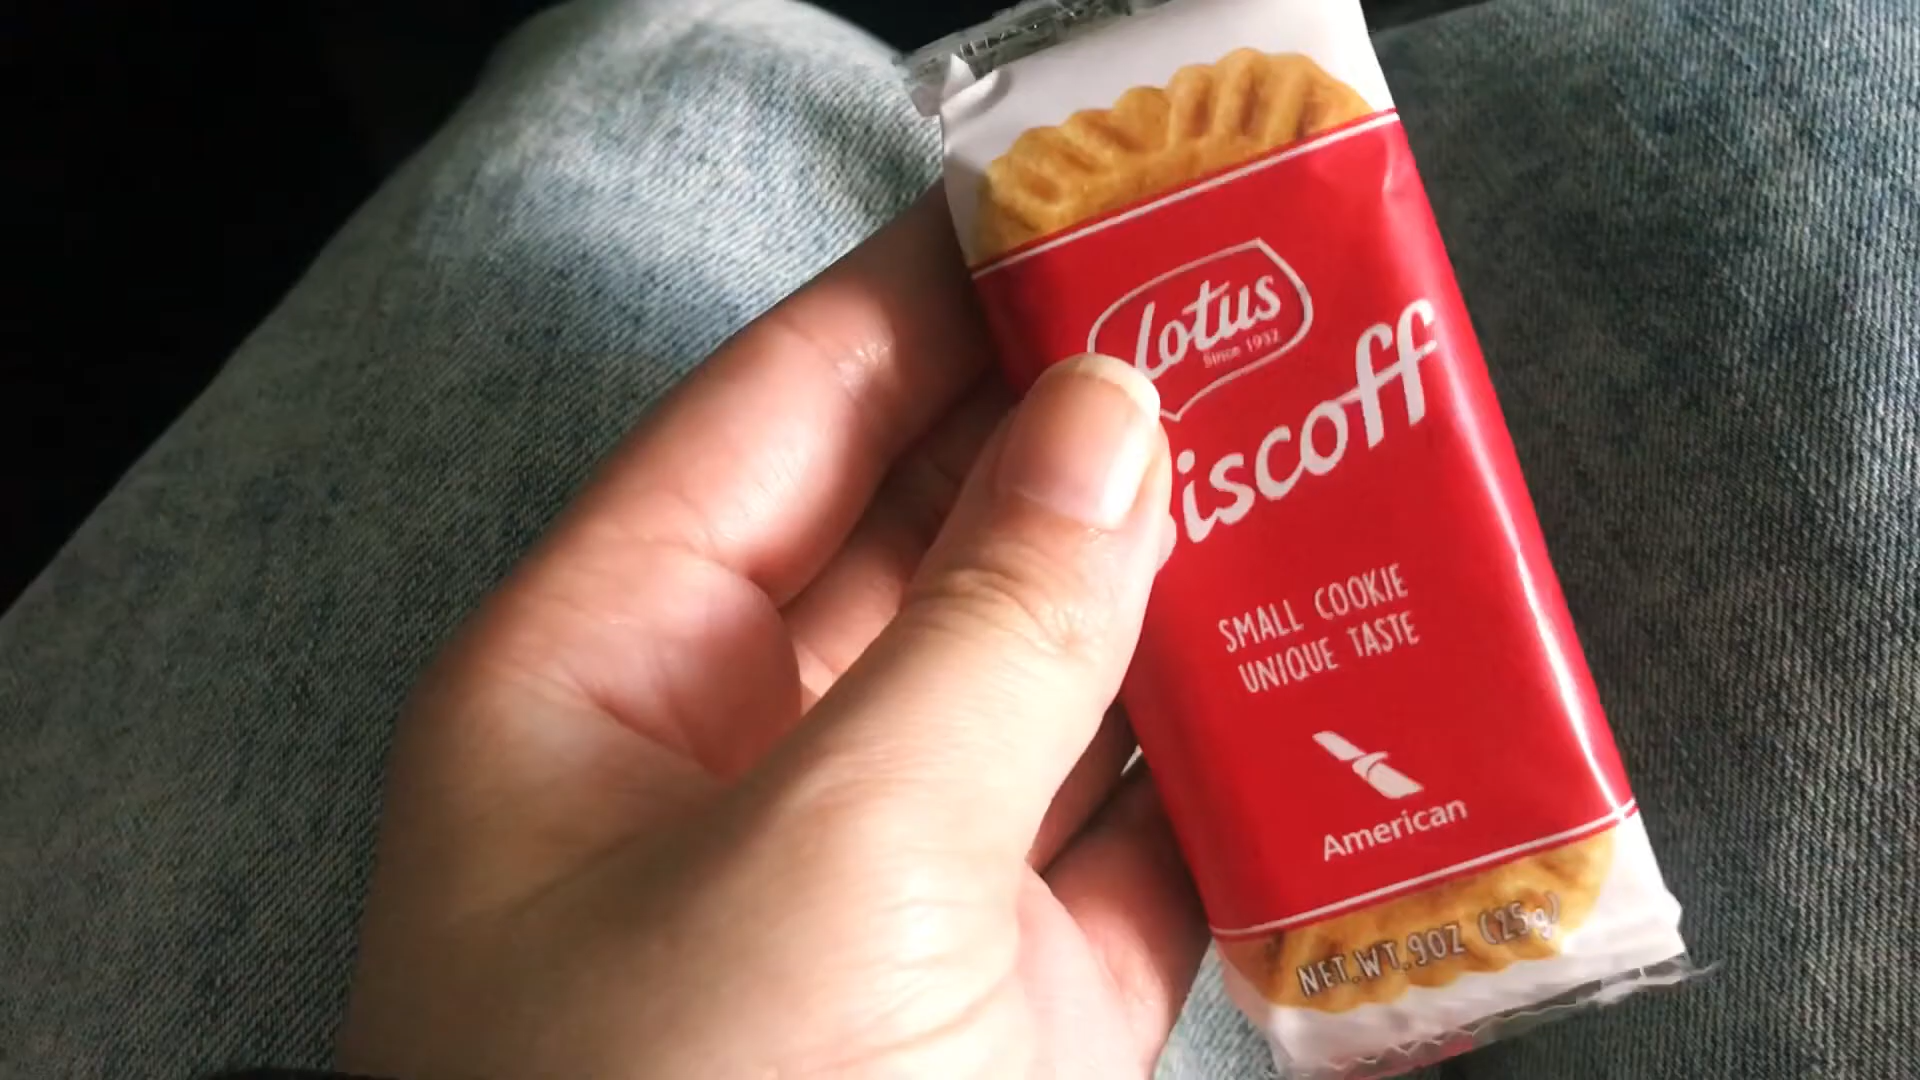 Lotus
Since 1932
iscoff
SMALL COOKIE
UNIQUE TASTE
American
NET.WT.9OZ (25g)